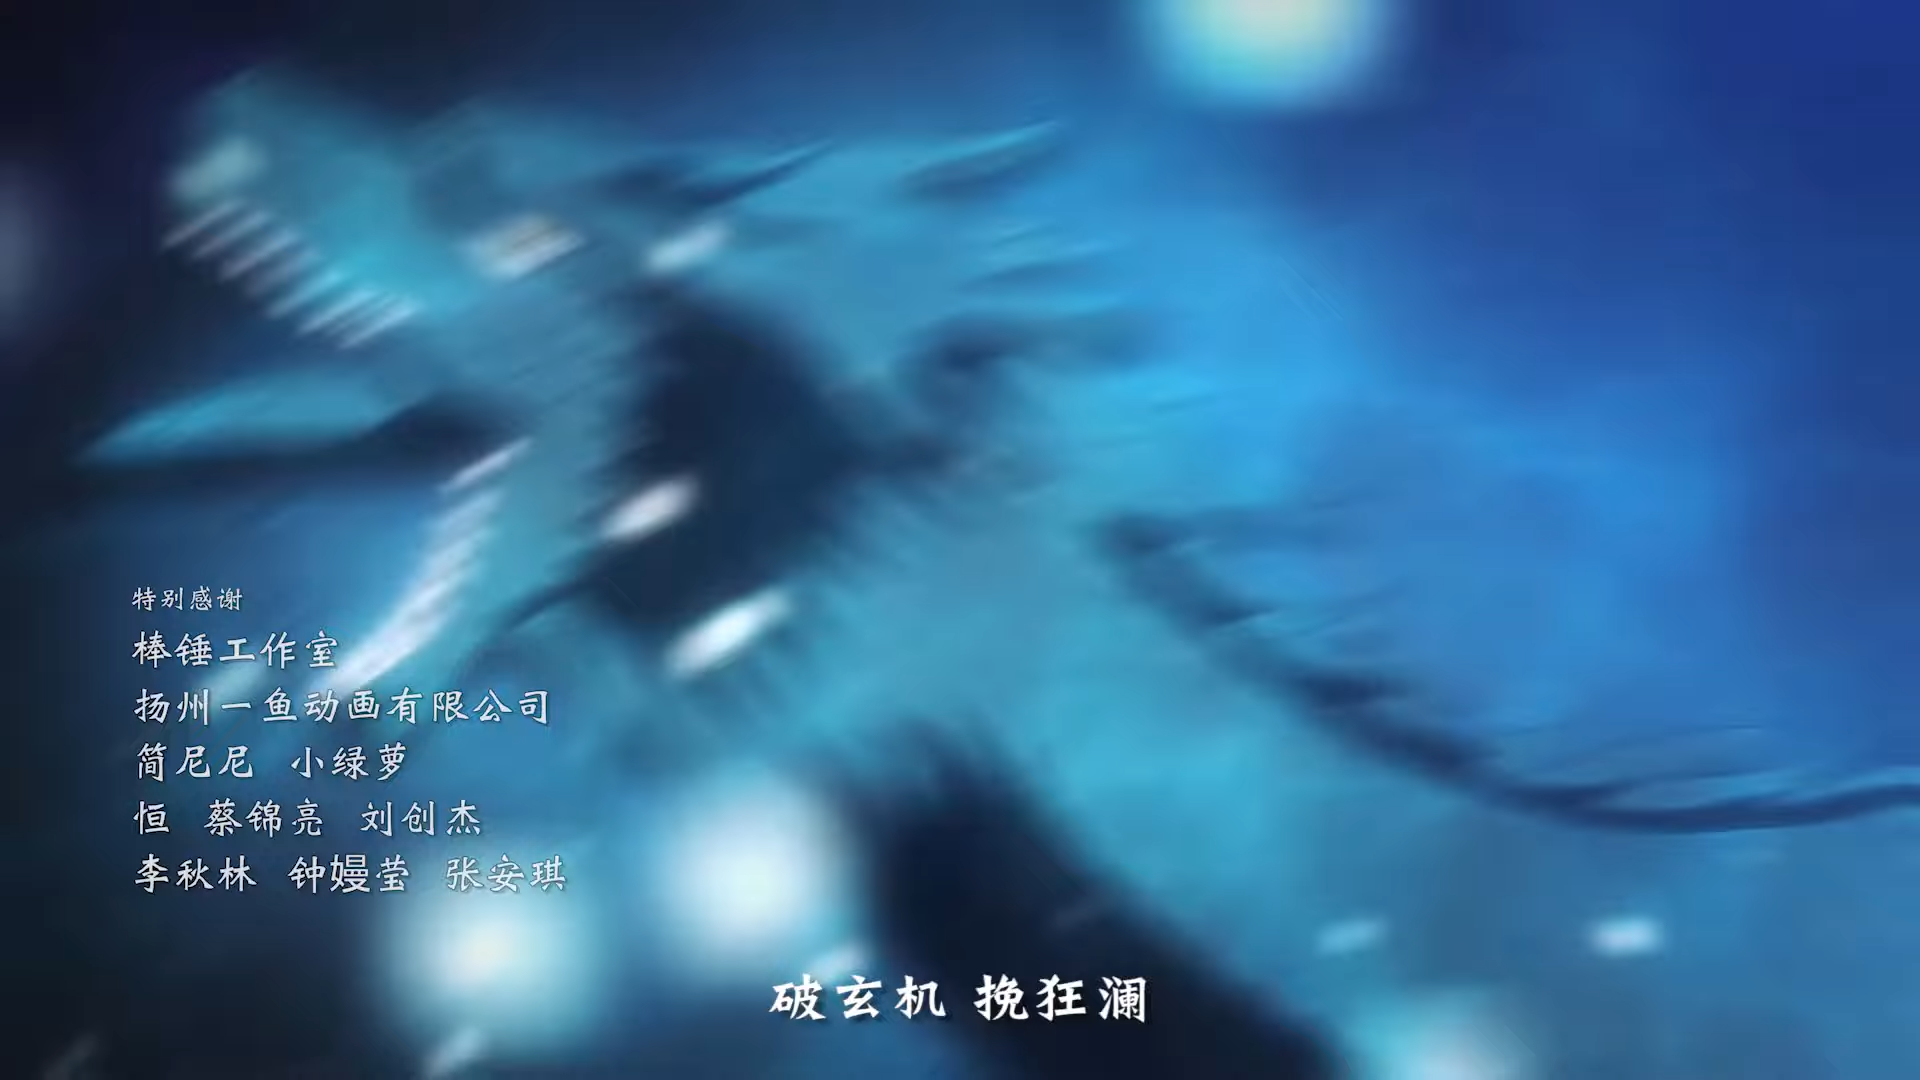 特别感谢
棒锤工作室
扬州一鱼动画有限公司
简尼尼 小绿萝
恒 蔡锦亮 刘创杰
李秋林 钟嫚莹 张安琪
破玄机 挽狂澜